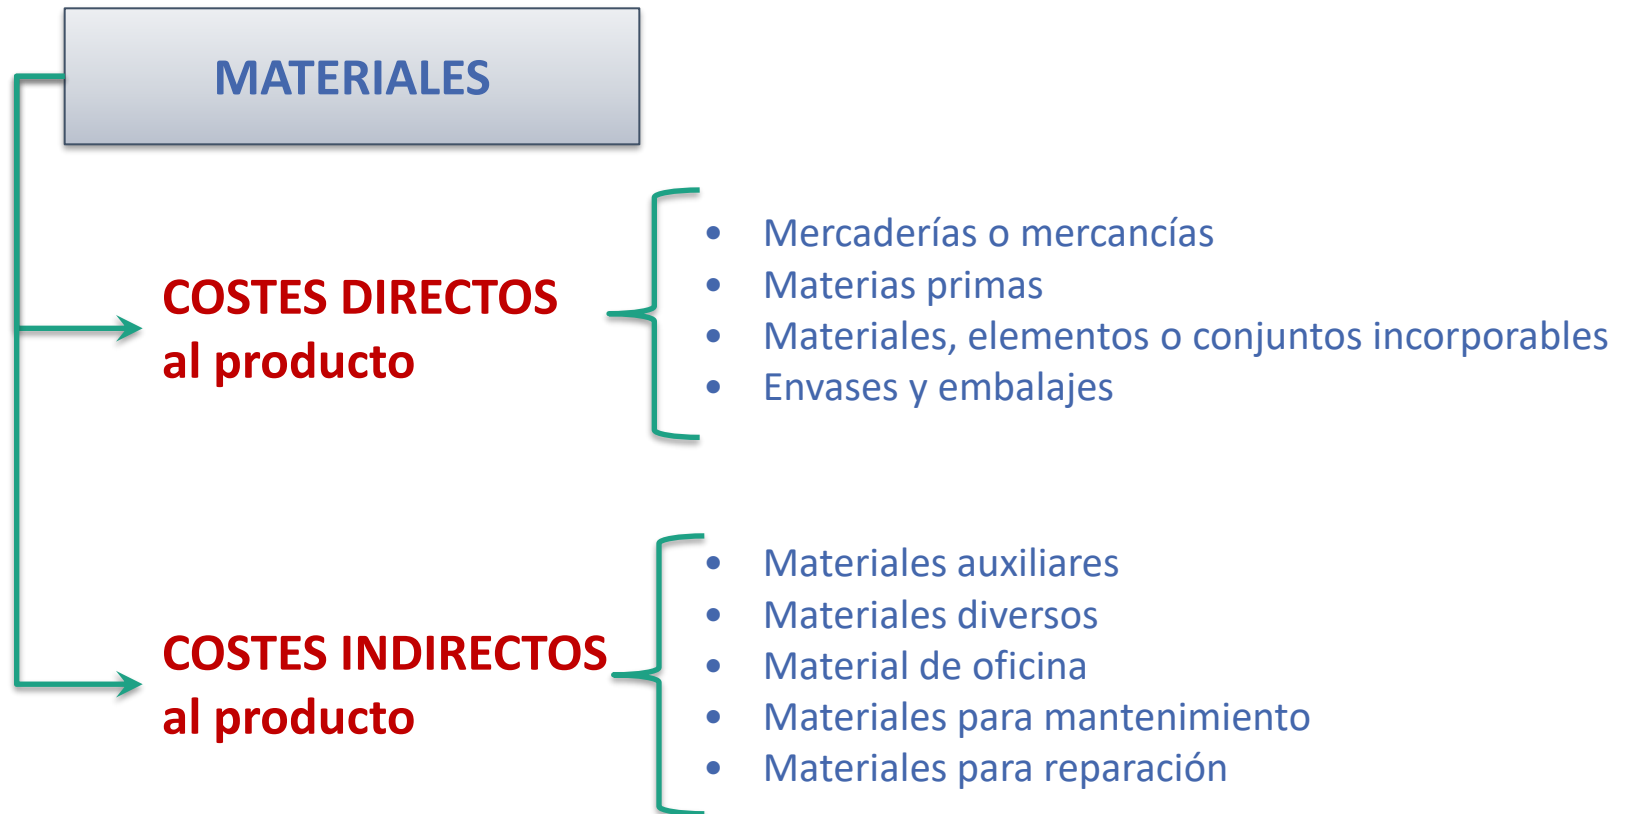 MATERIALES
COSTES DIRECTOS
al producto
• Mercaderías o mercancías
• Materias primas
• Materiales, elementos o conjuntos incorporables
• Envases y embalajes
COSTES INDIRECTOS
al producto
• Materiales auxiliares
• Materiales diversos
• Material de oficina
• Materiales para mantenimiento
• Materiales para reparación